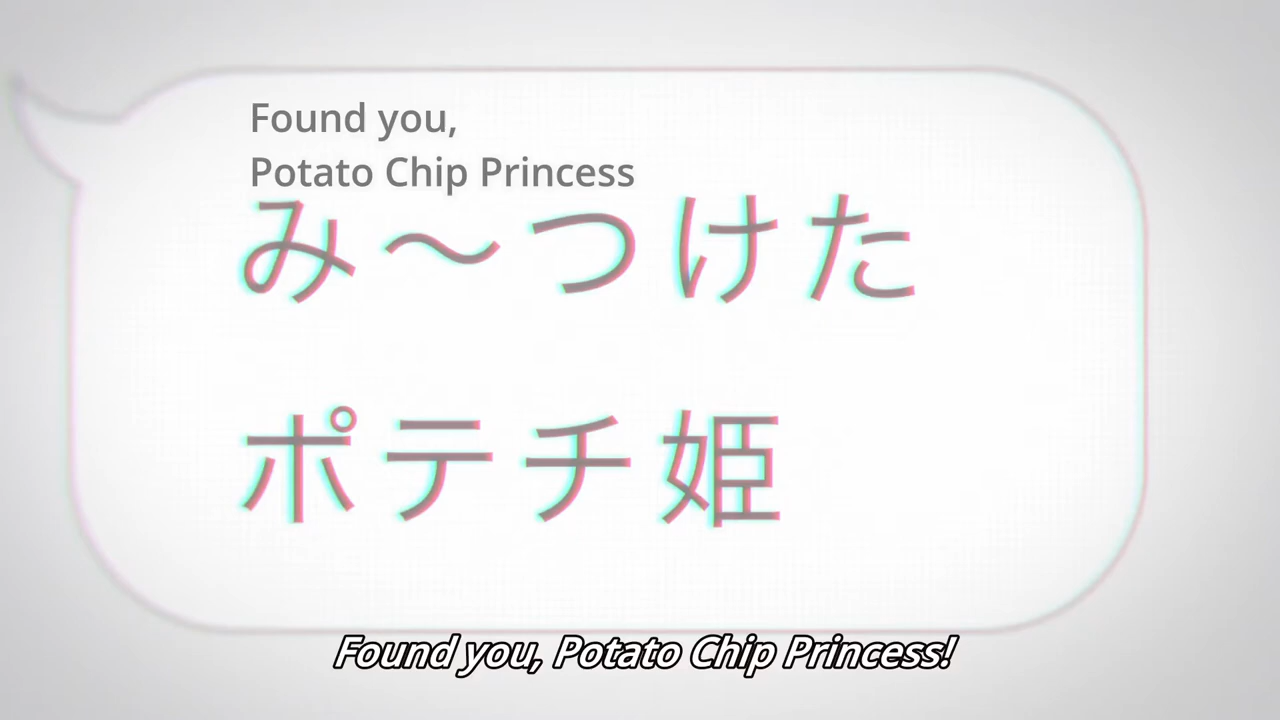 Found you,
Potato Chip Princess
み～つけた
ポテチ姫
Found you, Potato Chip Princess!